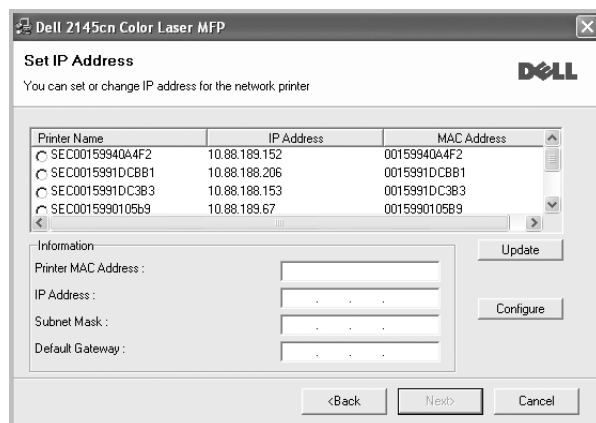 Dell 2145cn Color Laser MFP
Set IP Address
You can set or change IP address for the network printer
DELL
Printer Name IP Address MAC Address
SEC00159940A4F2 10.88.189.152 00159940A4F2
SEC0015991DCBB1 10.88.188.206 0015991DCBB1
SEC0015991DC3B3 10.88.189.153 0015991DC3B3
SEC0015990105b9 10.88.189.67 0015990105B9
Information
Update
Printer MAC Address :
IP Address :
Configure
Subnet Mask :
Default Gateway :
<Back Next> Cancel